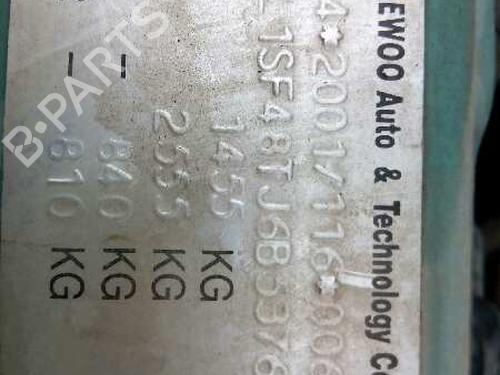 EWOO Auto & Technology Co
4*2001/116*006
1SF48TJ6B5376
1455 KG
2555 KG
- 840 KG
- 810 KG
B-PARTS